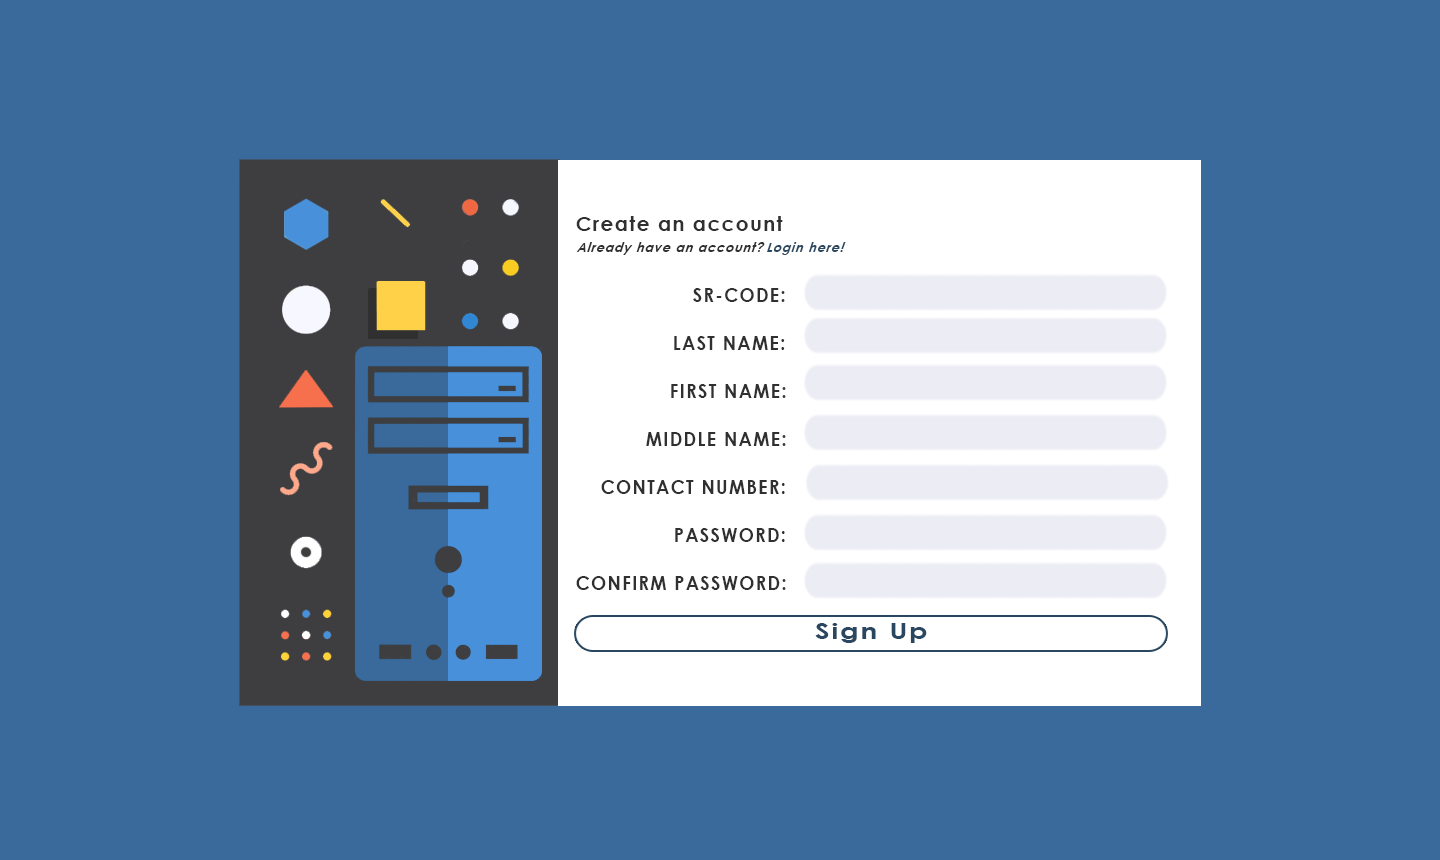 Create an account
Already have an account? Login here!
SR-CODE:
LAST NAME:
FIRST NAME:
MIDDLE NAME:
CONTACT NUMBER:
PASSWORD:
CONFIRM PASSWORD:
Sign Up